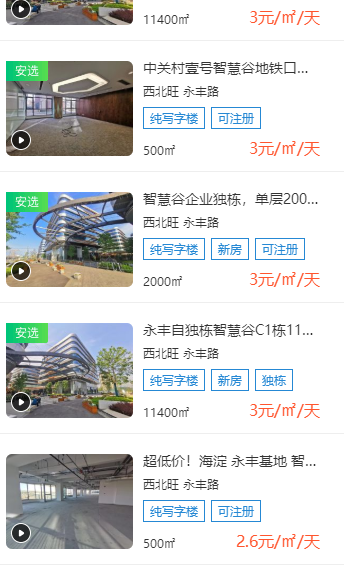 11400㎡
3元/㎡/天
安选
中关村壹号智慧谷地铁口...
西北旺 永丰路
纯写字楼
可注册
500㎡
3元/㎡/天
安选
智慧谷企业独栋，单层200...
西北旺 永丰路
纯写字楼
新房
可注册
2000㎡
3元/㎡/天
安选
永丰自独栋智慧谷C1栋11...
西北旺 永丰路
纯写字楼
新房
独栋
11400㎡
3元/㎡/天
超低价！海淀 永丰基地 智...
西北旺 永丰路
纯写字楼
可注册
500㎡
2.6元/㎡/天